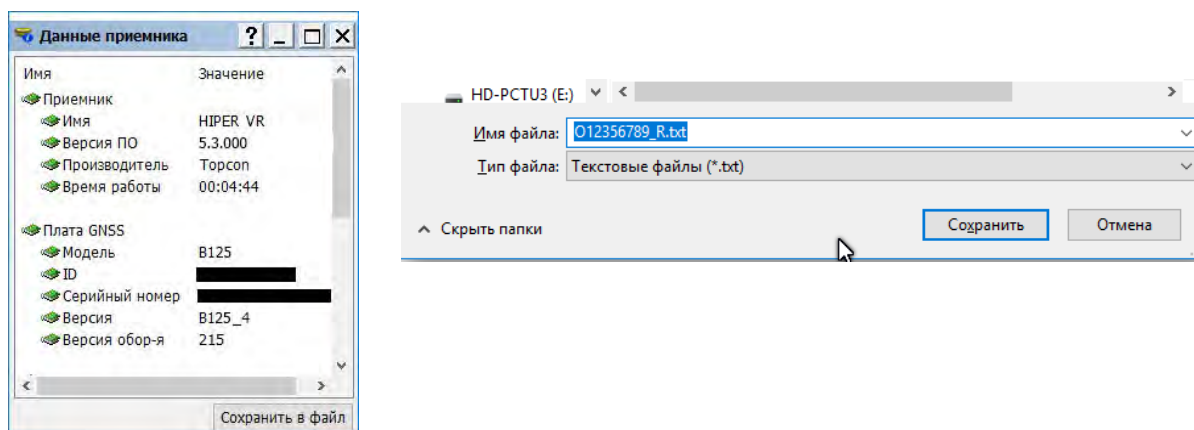 Данные приемника
Имя Значение
Приемник
Имя HIPER VR
Версия ПО 5.3.000
Производитель Topcon
Время работы 00:04:44
Плата GNSS
Модель B125
ID
Серийный номер
Версия B125_4
Версия обор-я 215
Сохранить в файл
HD-PCTU3 (E:)
Имя файла: O12356789_R.txt
Тип файла: Текстовые файлы (*.txt)
Скрыть папки
Сохранить Отмена